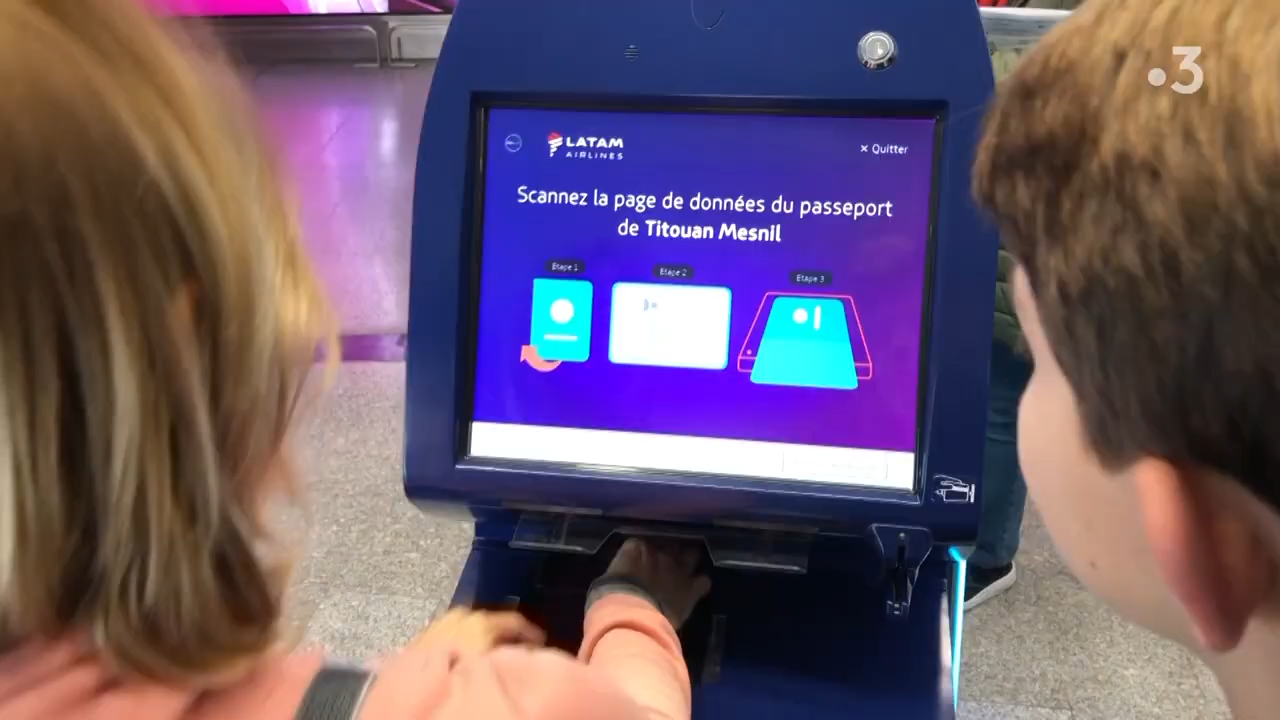 3
LATAM
AIRLINES
× Quitter
Scannez la page de données du passeport
de Titouan Mesnil
Etape 1
Etape 2
Etape 3